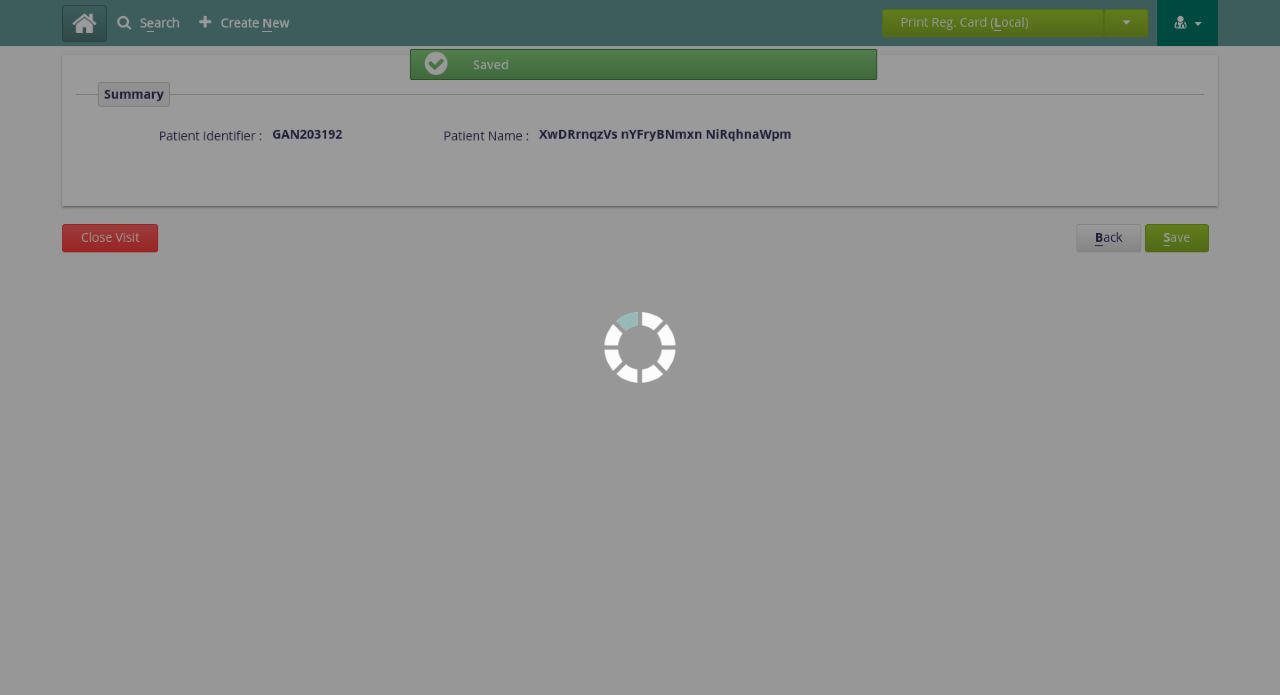 Search Create New Print Reg. Card (Local)
Saved
Summary
Patient Identifier : GAN203192 Patient Name : XwDRrnqzVs nYFryBNmxn NiRqhnaWpm
Close Visit Back Save